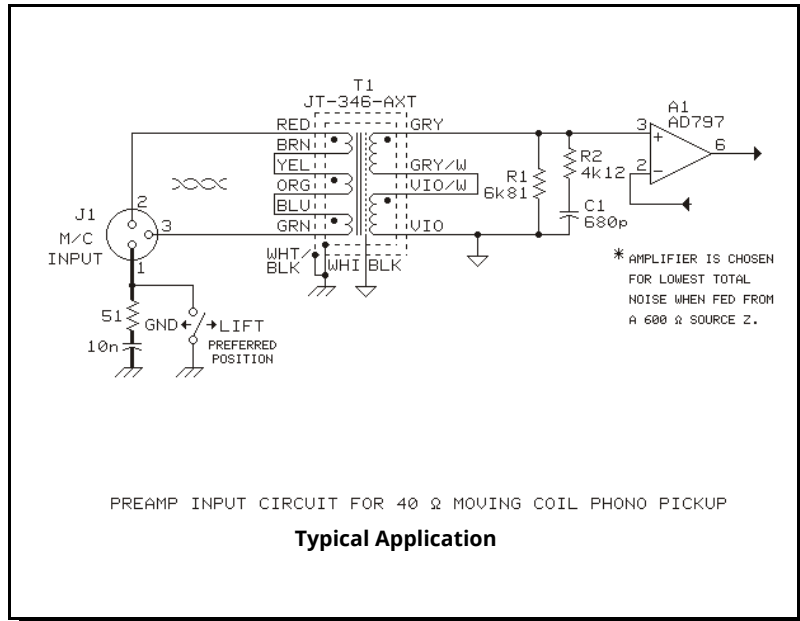 T1
JT-346-AXT
RED
BRN
YEL
ORG
BLU
GRN
GRY
GRY/W
VIO/W
VIO
WHT/
BLK
WHI
BLK
J1
M/C
INPUT
2
3
1
51
10n
GND
LIFT
PREFERRED
POSITION
R1
6k81
R2
4k12
C1
680p
A1
AD797
3
+
2
-
6
* AMPLIFIER IS CHOSEN
FOR LOWEST TOTAL
NOISE WHEN FED FROM
A 600 Ω SOURCE Z.
PREAMP INPUT CIRCUIT FOR 40 Ω MOVING COIL PHONO PICKUP
Typical Application